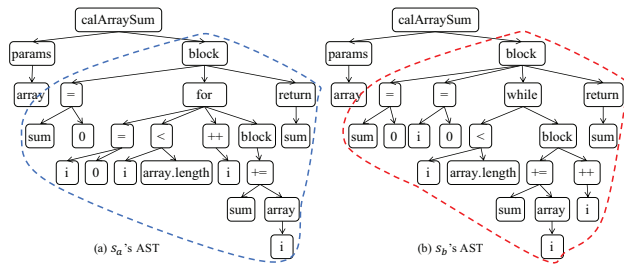 calArraySum
params block
array = for return
sum 0 = < ++ block sum
i 0 i array.length i +=
sum array
i
(a) s_a's AST
calArraySum
params block
array = = while return
sum 0 i 0 < block sum
i array.length += ++
sum array i
i
(b) s_b's AST